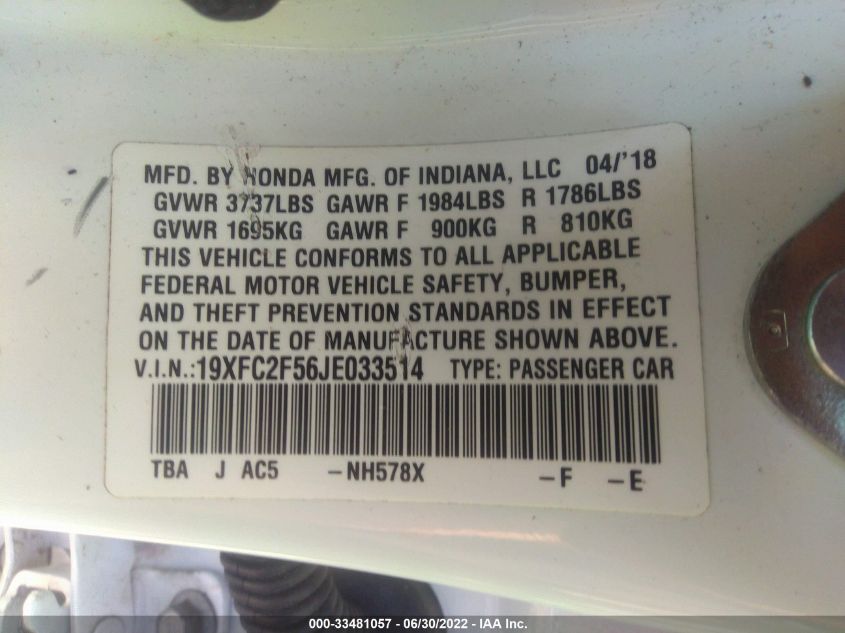 MFD. BY HONDA MFG. OF INDIANA, LLC 04/'18
GVWR 3737LBS GAWR F 1984LBS R 1786LBS
GVWR 1695KG GAWR F 900KG R 810KG
THIS VEHICLE CONFORMS TO ALL APPLICABLE
FEDERAL MOTOR VEHICLE SAFETY, BUMPER,
AND THEFT PREVENTION STANDARDS IN EFFECT
ON THE DATE OF MANUFACTURE SHOWN ABOVE.
V.I.N.:19XFC2F56JE033514 TYPE: PASSENGER CAR
TBA J AC5 -NH578X -F -E
000-33481057 - 06/30/2022 - IAA Inc.